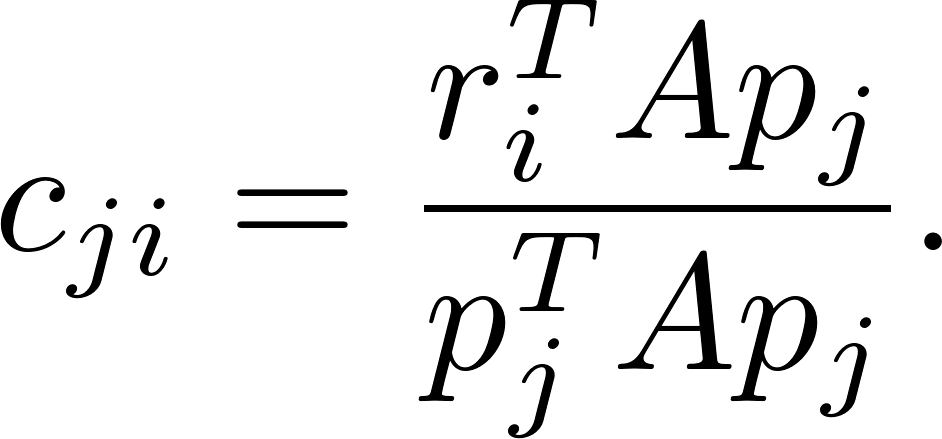 c_{ji} = \frac{r_i^T A p_j}{p_j^T A p_j}.